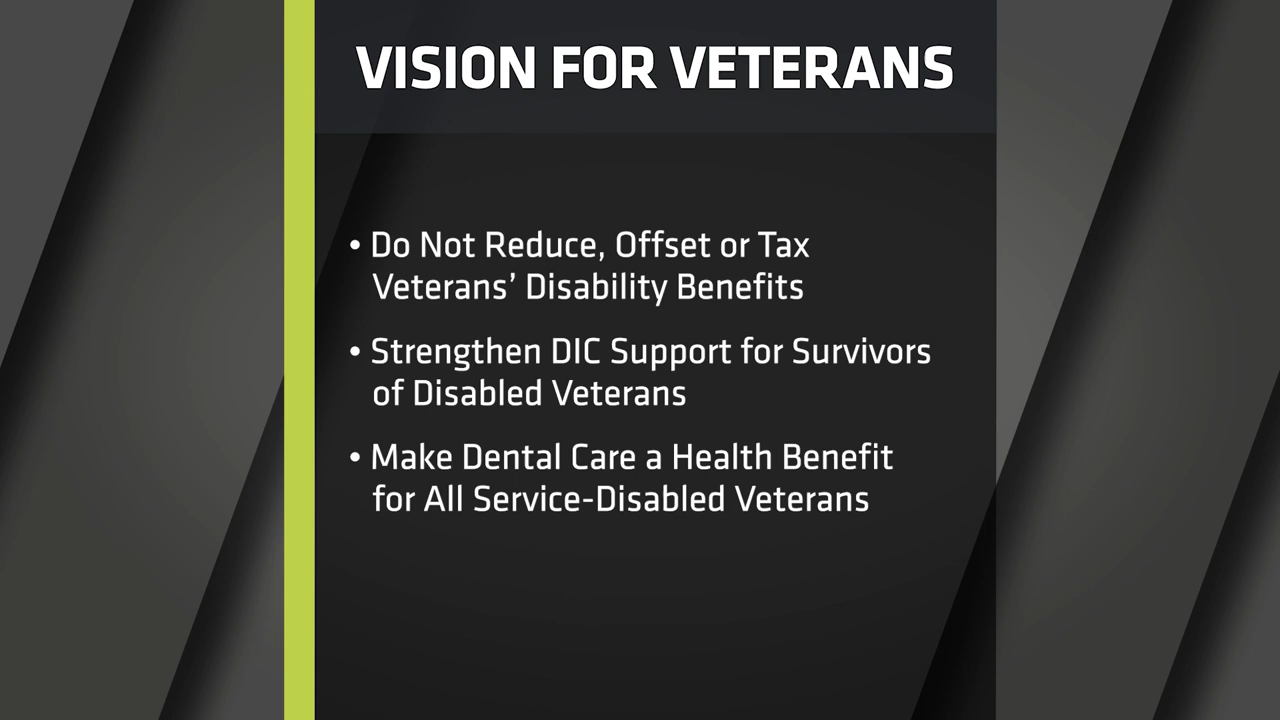 VISION FOR VETERANS
• Do Not Reduce, Offset or Tax
Veterans’ Disability Benefits
• Strengthen DIC Support for Survivors
of Disabled Veterans
• Make Dental Care a Health Benefit
for All Service-Disabled Veterans